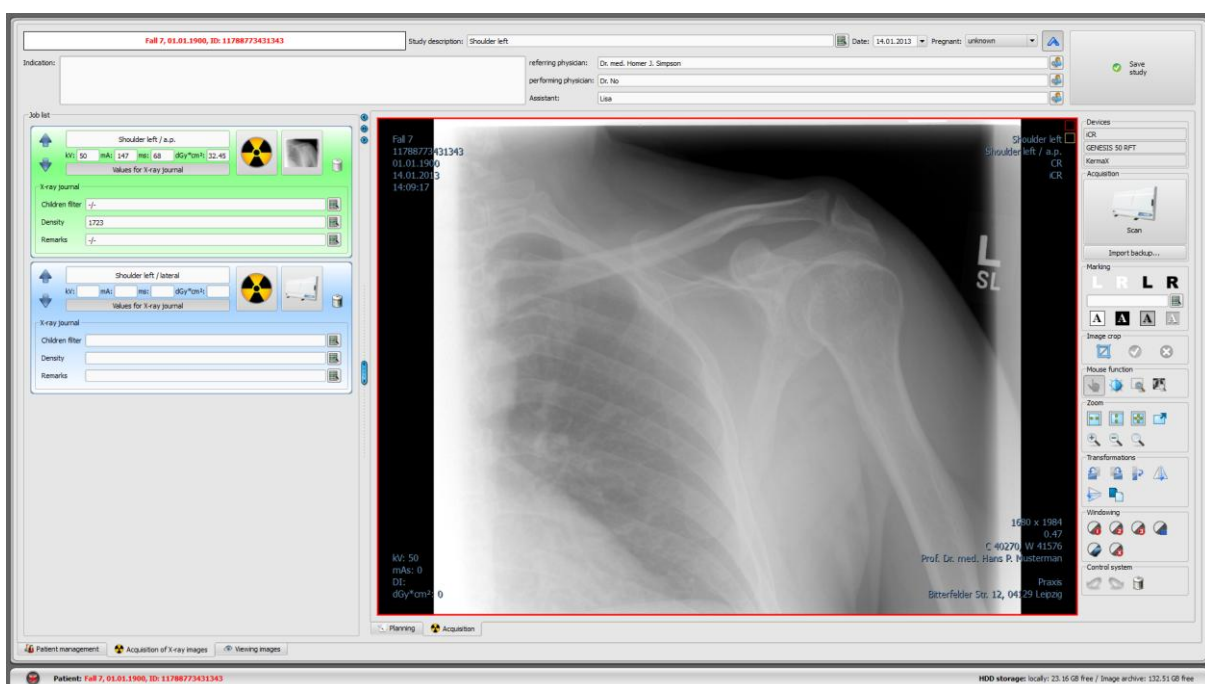 Fall 7, 01.01.1900, ID: 11788773431343
Study description: Shoulder left
Date: 14.01.2013
Pregnant: unknown
Save study
Indication:
referring physician: Dr. med. Homer J. Simpson
performing physician: Dr. No
Assistant: Lisa
Job list
Shoulder left / a.p.
kV: 50 mA: 147 ms: 68 dGy*cm²: 32.45
Values for X-ray journal
X-ray journal
Children filter -/-
Density 1723
Remarks -/-
Shoulder left / lateral
kV: mA: ms: dGy*cm²:
Values for X-ray journal
X-ray journal
Children filter
Density
Remarks
Fall 7
11788773431343
01.01.1900
14.01.2013
14:09:17
Shoulder left
Shoulder left / a.p.
CR
iCR
L
SL
kV: 50
mAs: 0
DI:
dGy*cm²: 0
1680 x 1984
0.47
C 40270, W 41576
Prof. Dr. med. Hans P. Musterman
Praxis
Bitterfelder Str. 12, 04129 Leipzig
Devices
iCR
GENESIS 50 RFT
KermaX
Acquisition
Scan
Import backup...
Marking
L R L R
A A A A
Image crop
Mouse function
Zoom
Transformations
Windowing
Control system
Planning
Acquisition
Patient management
Acquisition of X-ray images
Viewing images
Patient: Fall 7, 01.01.1900, ID: 11788773431343
HDD storage: locally: 23.16 GB free / Image archive: 132.51 GB free